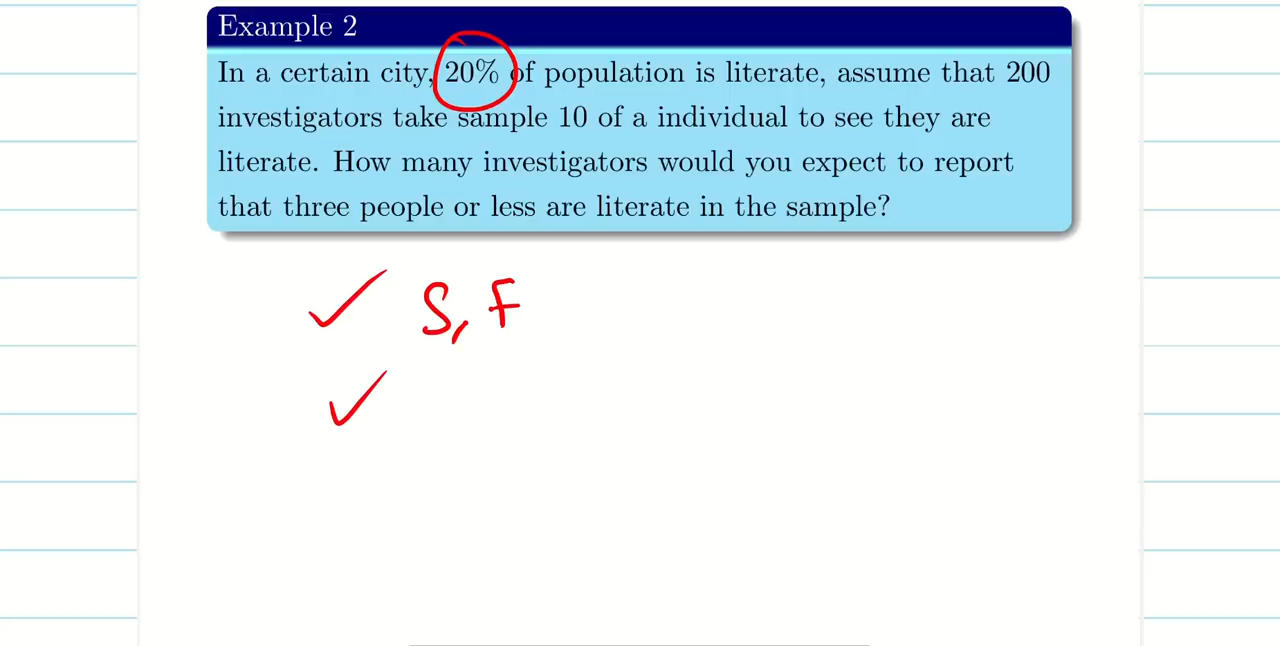 Example 2
In a certain city, 20% of population is literate, assume that 200
investigators take sample 10 of a individual to see they are
literate. How many investigators would you expect to report
that three people or less are literate in the sample?
S, F